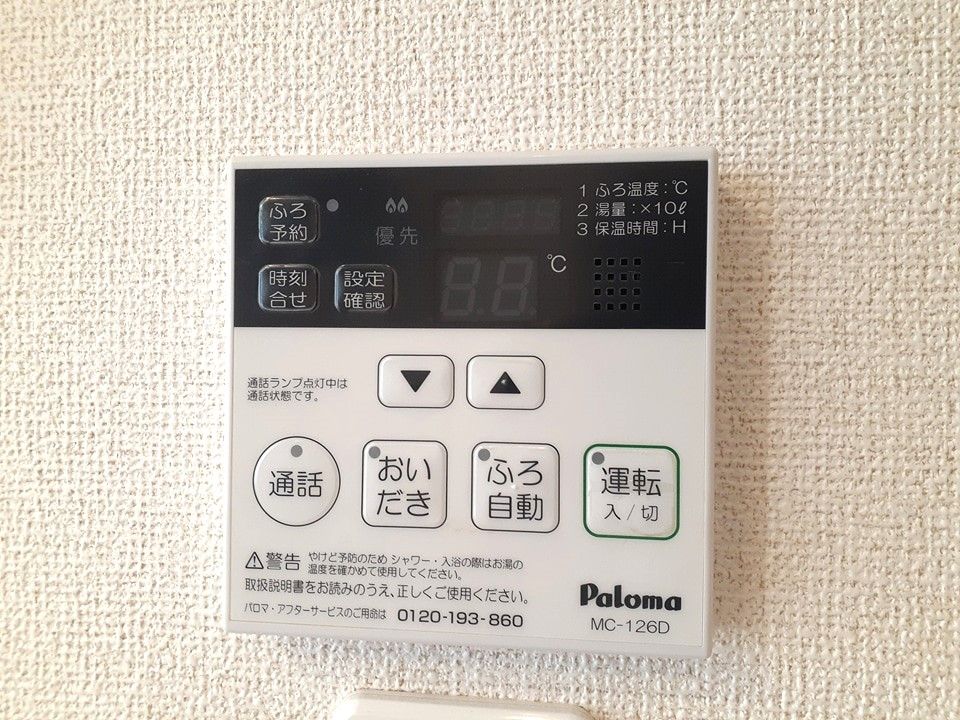 ふろ
予約
優先
1 ふろ温度:℃
2 湯量:×10ℓ
3 保温時間:H
時刻
合せ
設定
確認
88
℃
通話ランプ点灯中は
通話状態です。
▼
▲
通話
おい
だき
ふろ
自動
運転
入/切
⚠警告 やけど予防のため シャワー・入浴の際はお湯の
温度を確かめて使用してください。
取扱説明書をお読みのうえ、正しくご使用ください。
パロマ・アフターサービスのご用命は 0120-193-860
Paloma
MC-126D